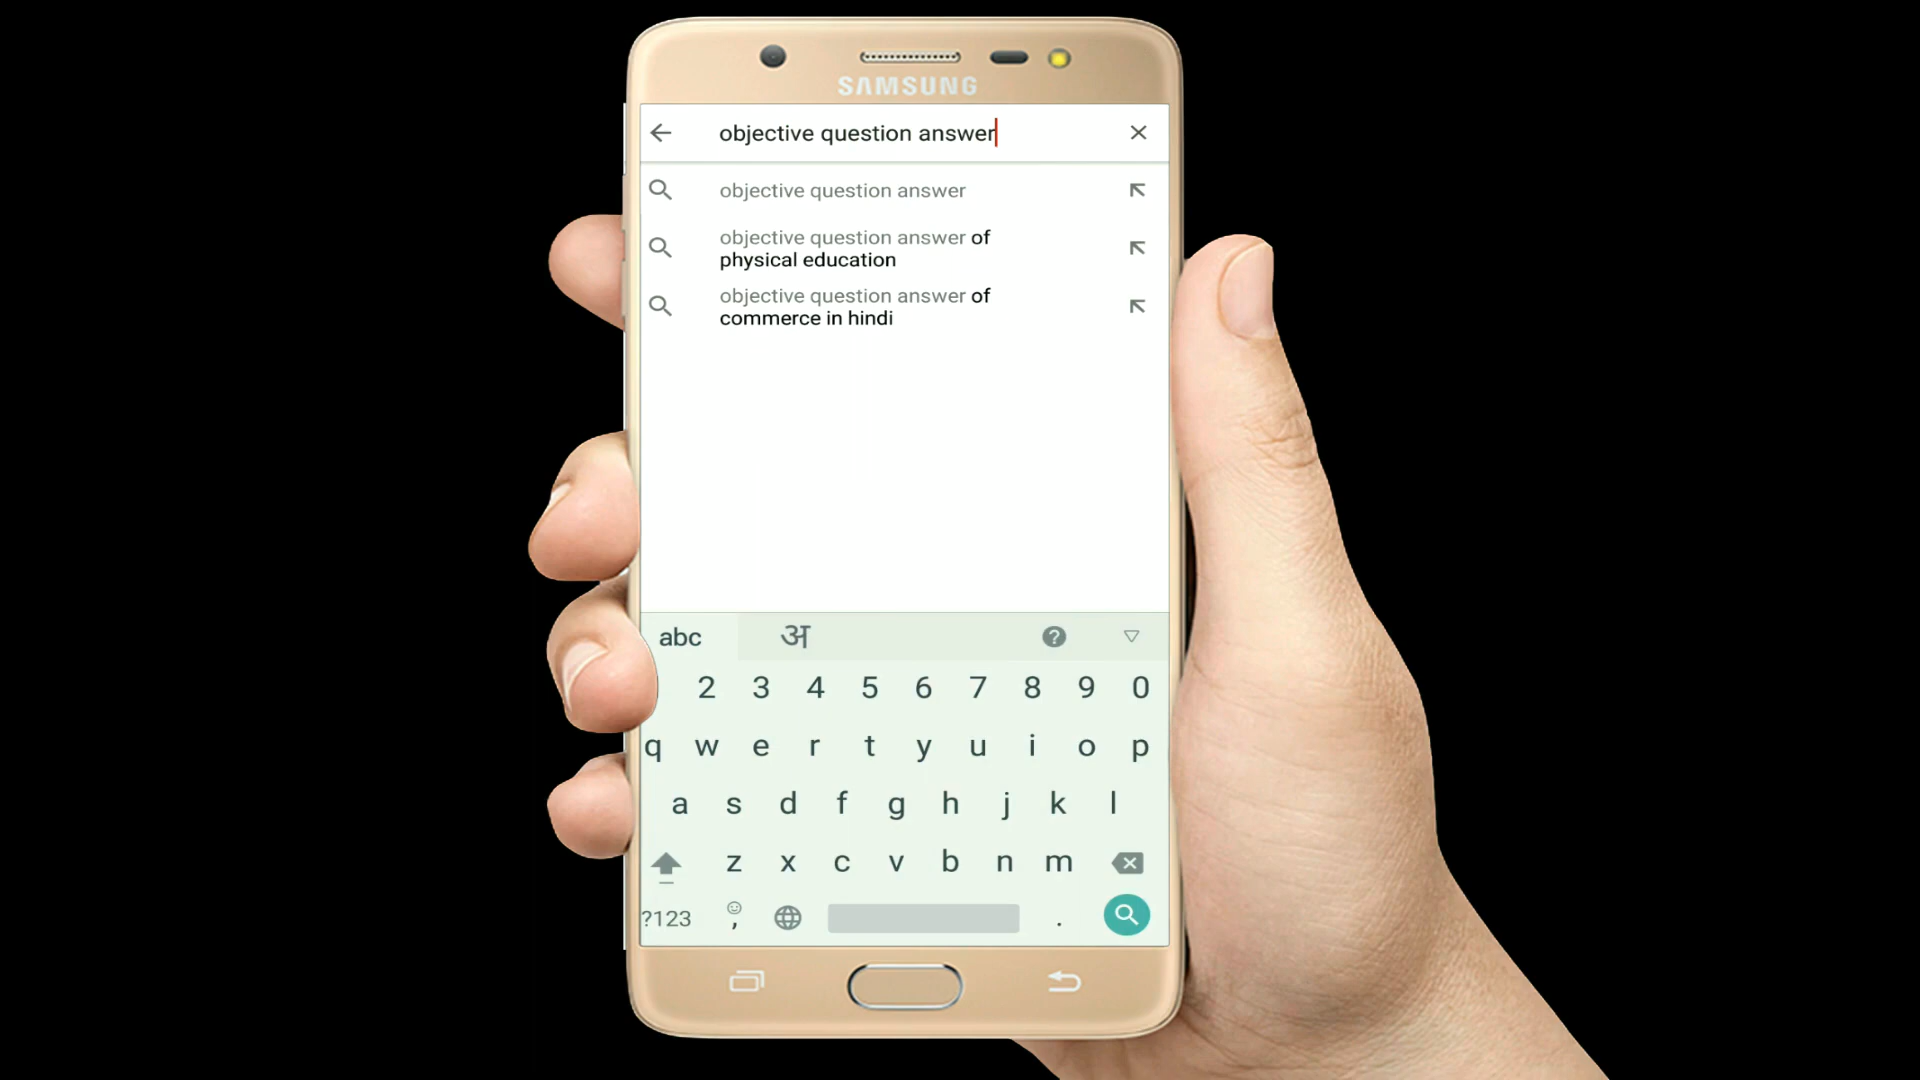 SAMSUNG
objective question answer
objective question answer
objective question answer of
physical education
objective question answer of
commerce in hindi
abc अ ?
2 3 4 5 6 7 8 9 0
q w e r t y u i o p
a s d f g h j k l
z x c v b n m
?123 , .